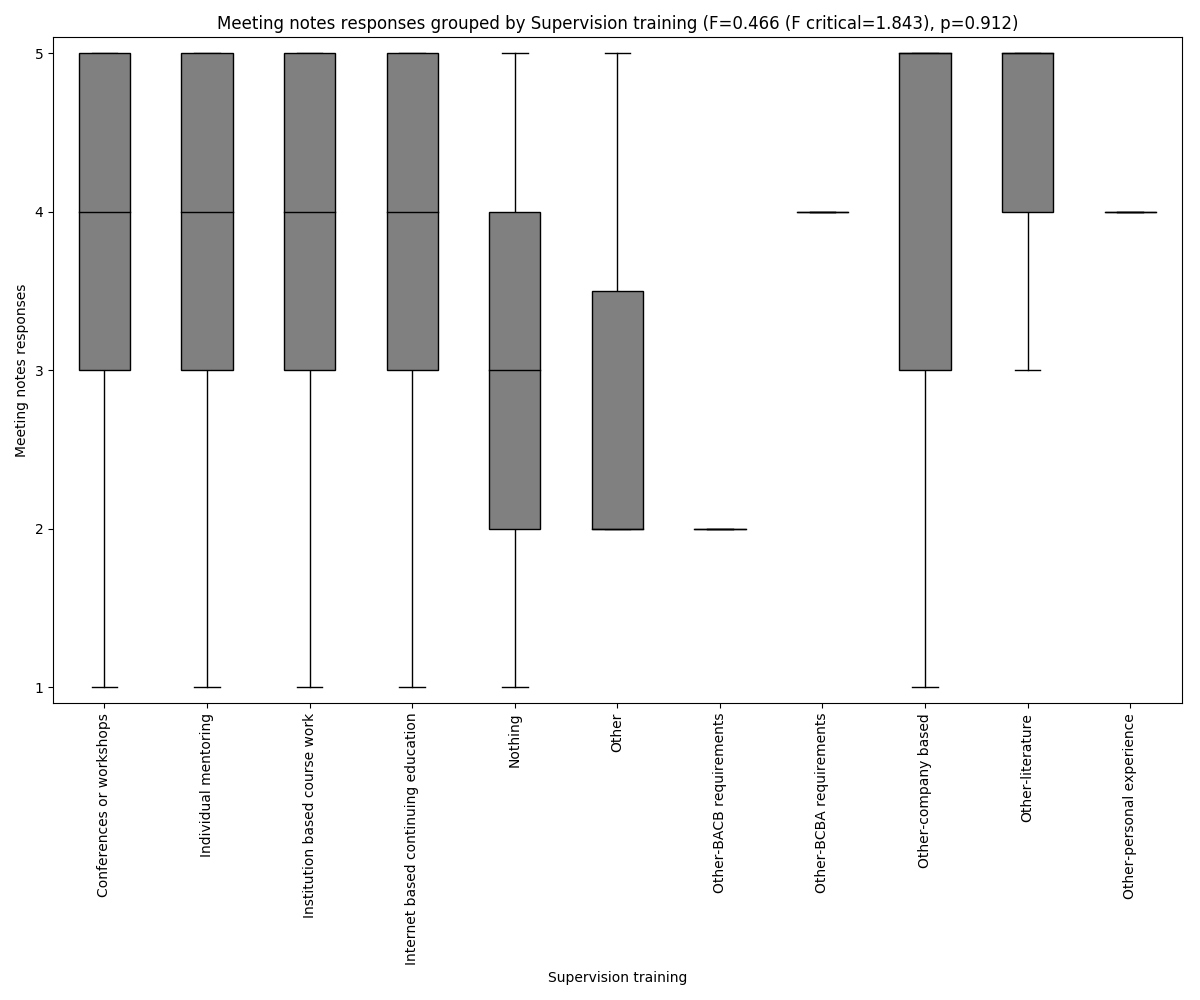 Meeting notes responses grouped by Supervision training (F=0.466 (F critical=1.843), p=0.912)
Meeting notes responses
5
4
3
2
1
Conferences or workshops
Individual mentoring
Institution based course work
Internet based continuing education
Nothing
Other
Other-BACB requirements
Other-BCBA requirements
Other-company based
Other-literature
Other-personal experience
Supervision training